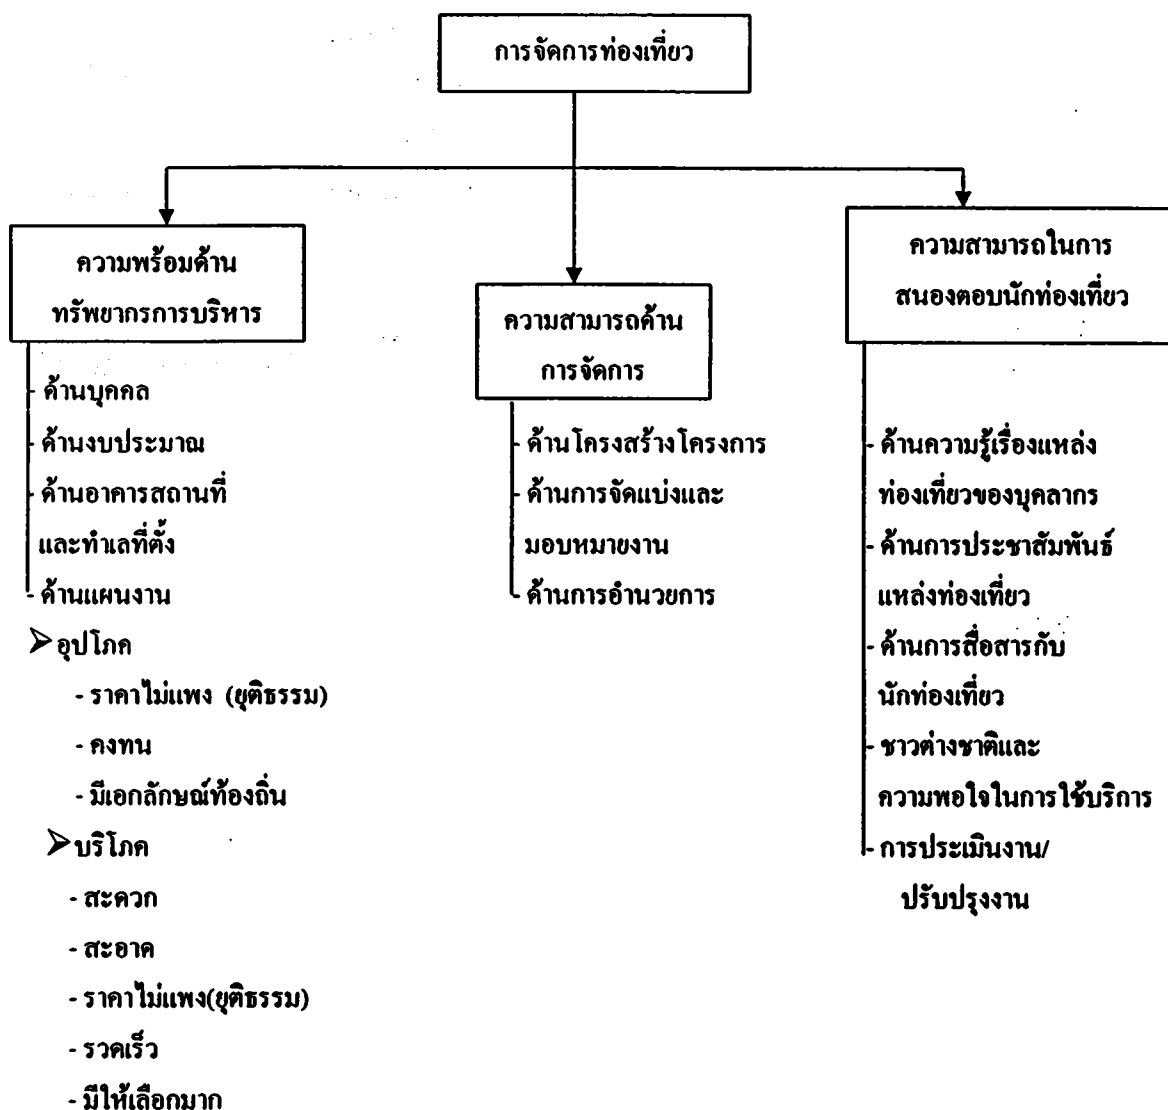 การจัดการท่องเที่ยว
ความพร้อมด้าน
ทรัพยากรการบริหาร
- ด้านบุคคล
- ด้านงบประมาณ
- ด้านอาคารสถานที่
และทำเลที่ตั้ง
- ด้านแผนงาน
➢อุปโภค
- ราคาไม่แพง (ยุติธรรม)
- คงทน
- มีเอกลักษณ์ท้องถิ่น
➢บริโภค
- สะดวก
- สะอาด
- ราคาไม่แพง(ยุติธรรม)
- รวดเร็ว
- มีให้เลือกมาก
ความสามารถด้าน
การจัดการ
- ด้านโครงสร้างโครงการ
- ด้านการจัดแบ่งและ
มอบหมายงาน
- ด้านการอำนวยการ
ความสามารถในการ
สนองตอบนักท่องเที่ยว
- ด้านความรู้เรื่องแหล่ง
ท่องเที่ยวของบุคลากร
- ด้านการประชาสัมพันธ์
แหล่งท่องเที่ยว
- ด้านการสื่อสารกับ
นักท่องเที่ยว
- ชาวต่างชาติและ
ความพอใจในการใช้บริการ
- การประเมินงาน/
ปรับปรุงงาน